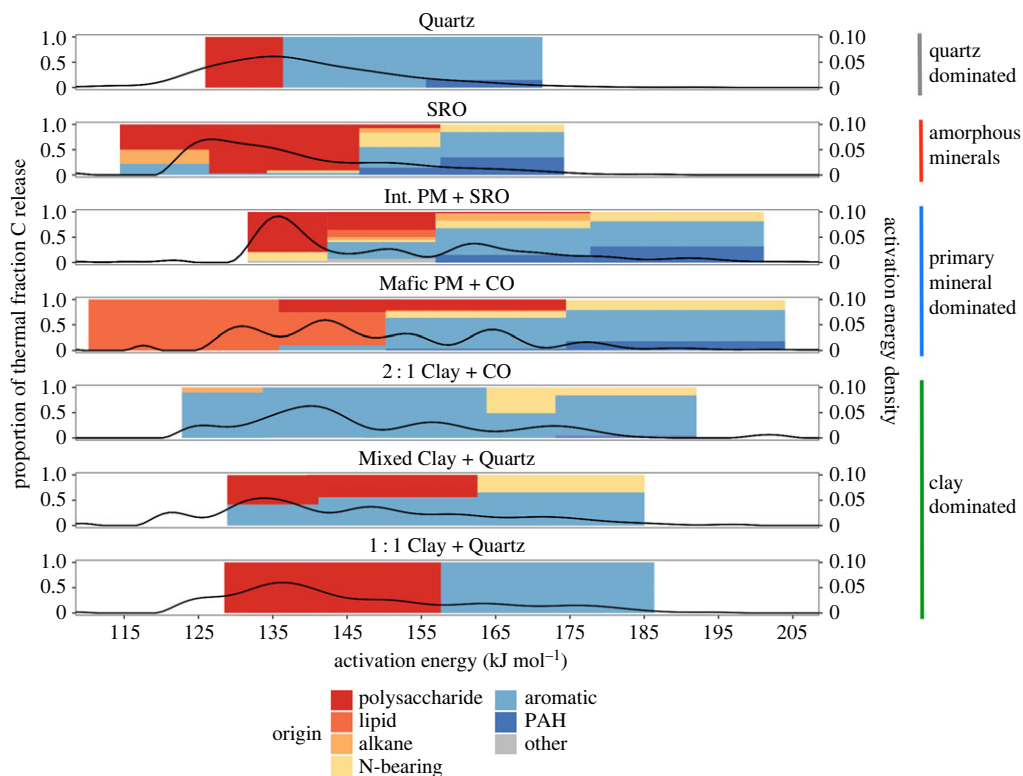 Quartz
1.0
0.5
0
0.10
0.05
0
quartz
dominated
SRO
1.0
0.5
0
0.10
0.05
0
amorphous
minerals
Int. PM + SRO
1.0
0.5
0
0.10
0.05
0
primary
mineral
dominated
Mafic PM + CO
1.0
0.5
0
0.10
0.05
0
2 : 1 Clay + CO
1.0
0.5
0
0.10
0.05
0
Mixed Clay + Quartz
1.0
0.5
0
0.10
0.05
0
clay
dominated
1 : 1 Clay + Quartz
1.0
0.5
0
0.10
0.05
0
proportion of thermal fraction C release
activation energy density
115 125 135 145 155 165 175 185 195 205
activation energy (kJ mol⁻¹)
origin
polysaccharide
lipid
alkane
N-bearing
aromatic
PAH
other